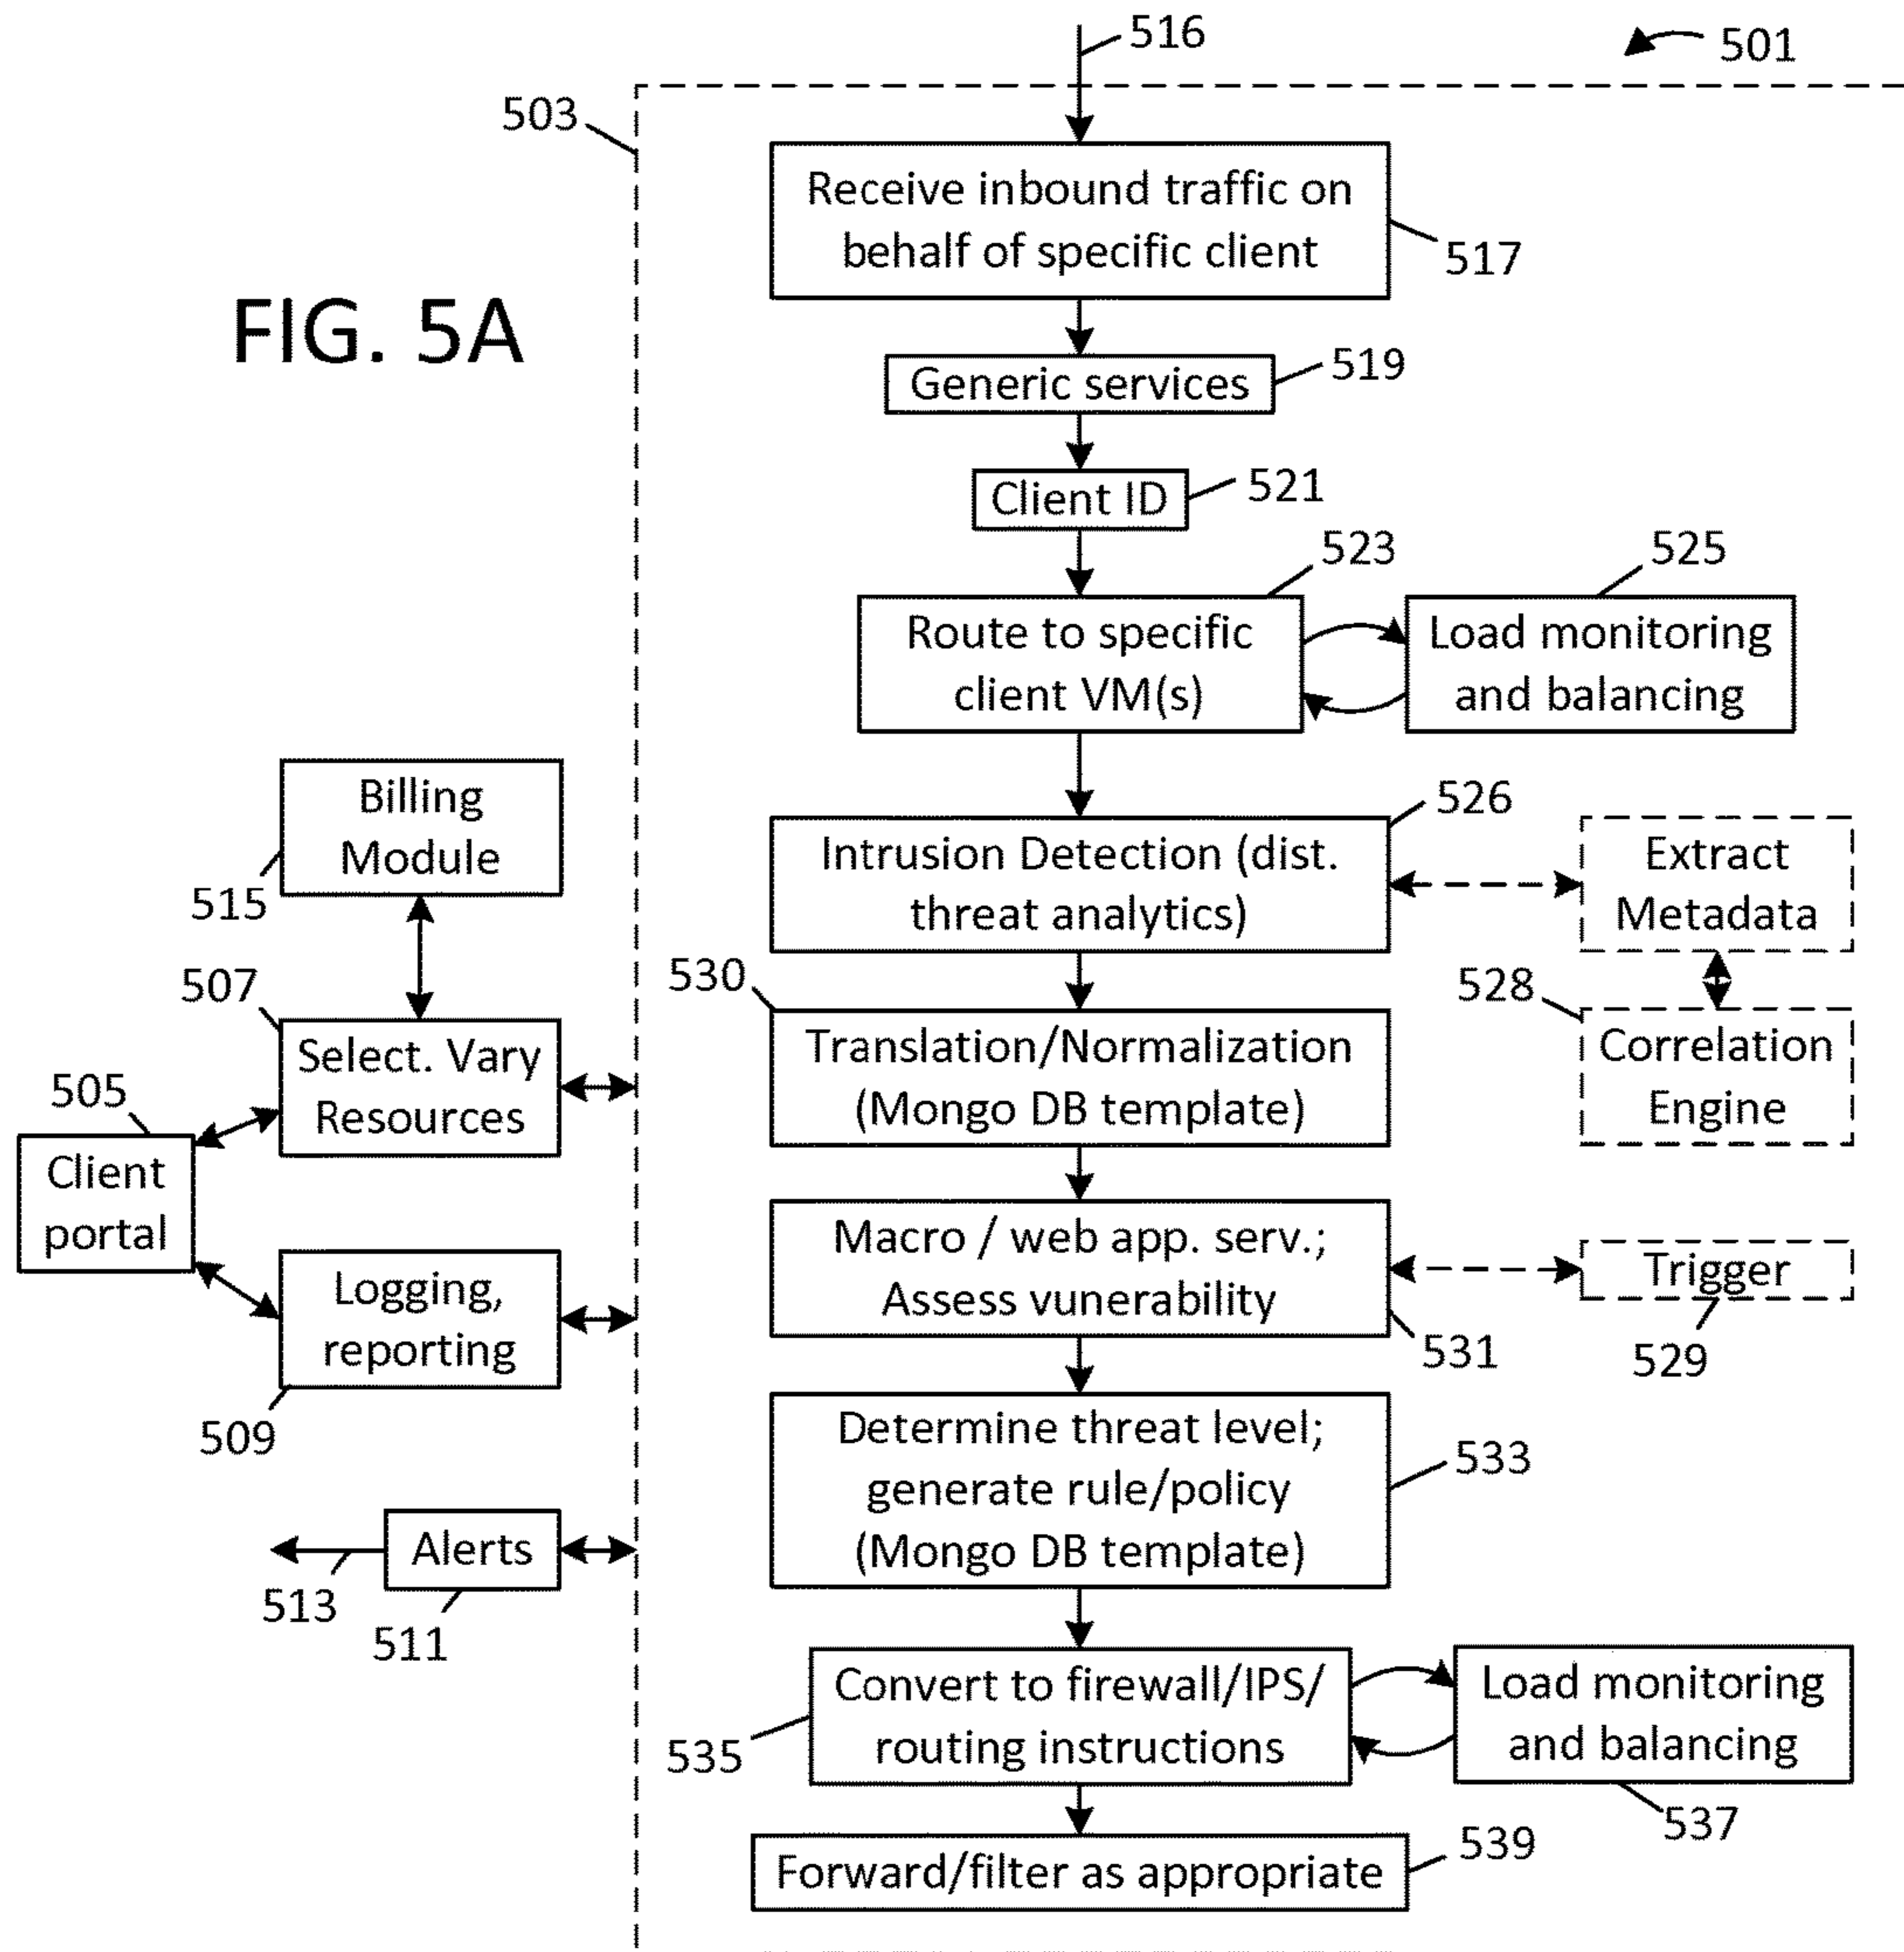 516
501
503
Receive inbound traffic on
behalf of specific client
517
FIG. 5A
Generic services
519
Client ID
521
523
525
Route to specific
client VM(s)
Load monitoring
and balancing
Billing
Module
515
526
Intrusion Detection (dist.
threat analytics)
Extract
Metadata
507
530
528
Select. Vary
Resources
Translation/Normalization
(Mongo DB template)
Correlation
Engine
505
Client
portal
Macro / web app. serv.;
Assess vunerability
531
Trigger
529
Logging,
reporting
509
Determine threat level;
generate rule/policy
(Mongo DB template)
533
Alerts
513
511
Convert to firewall/IPS/
routing instructions
535
Load monitoring
and balancing
537
Forward/filter as appropriate
539